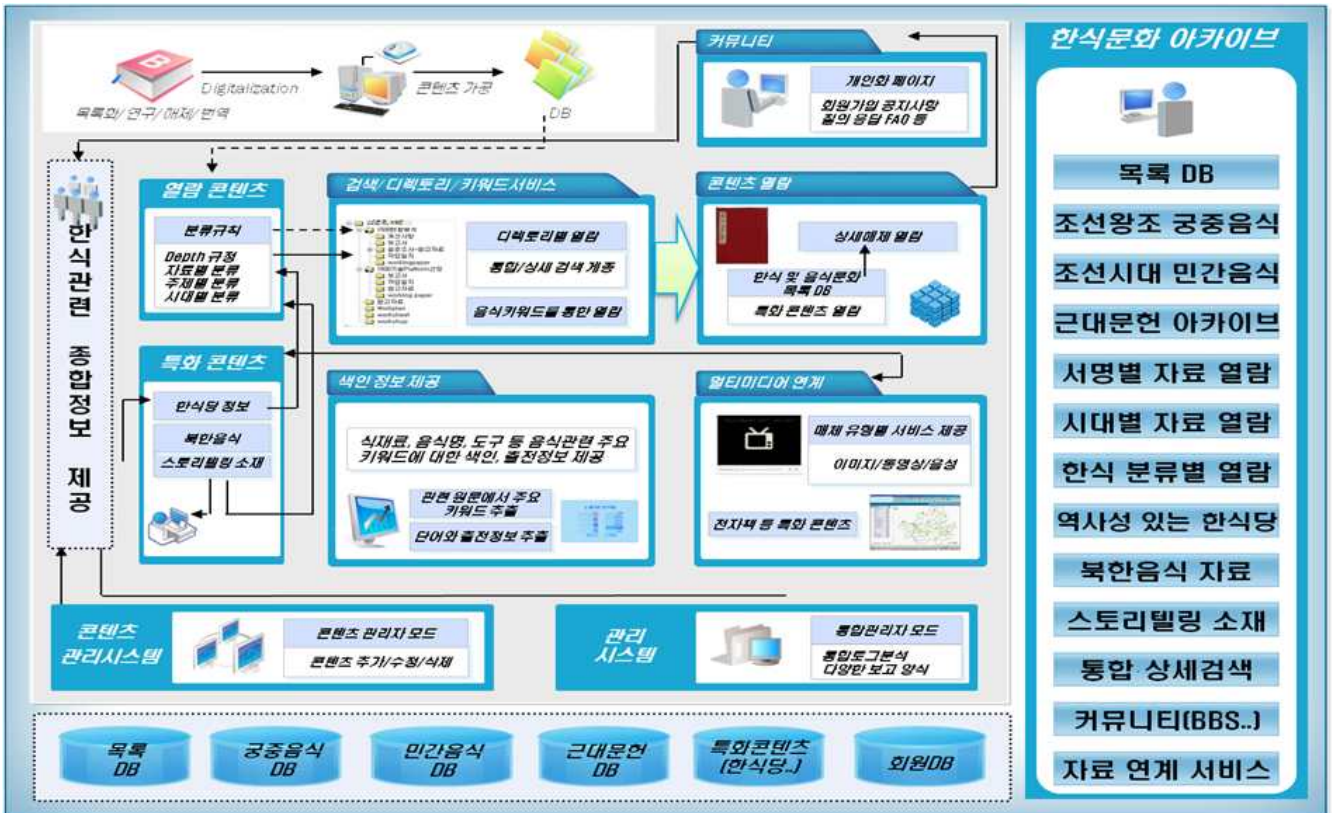 Digitalization
목록화/연구/해제/번역
콘텐츠 가공
DB
커뮤니티
개인화 페이지
회원가입 공지사항
질의 응답 FAQ 등
한식관련 종합정보 제공
열람 콘텐츠
분류규칙
Depth 규정
자료별 분류
주제별 분류
시대별 분류
검색/디렉토리/키워드서비스
디렉토리별 열람
통합/상세 검색 제공
음식키워드를 통한 열람
콘텐츠 열람
상세해제 열람
한식 및 음식문화
목록 DB
특화 콘텐츠 열람
특화 콘텐츠
한식당 정보
북한음식
스토리텔링 소재
색인 정보 제공
식재료, 음식명, 도구 등 음식관련 주요
키워드에 대한 색인, 출전정보 제공
관련 원문에서 주요
키워드 추출
단어와 출전정보 추출
멀티미디어 연계
매체 유형별 서비스 제공
이미지/동영상/음성
전자책 등 특화 콘텐츠
콘텐츠
관리시스템
콘텐츠 관리자 모드
콘텐츠 추가/수정/삭제
관리
시스템
통합관리자 모드
통합로그분석
다양한 보고 양식
목록
DB
궁중음식
DB
민간음식
DB
근대문헌
DB
특화콘텐츠
(한식당..)
회원DB
한식문화 아카이브
목록 DB
조선왕조 궁중음식
조선시대 민간음식
근대문헌 아카이브
서명별 자료 열람
시대별 자료 열람
한식 분류별 열람
역사성 있는 한식당
북한음식 자료
스토리텔링 소재
통합 상세검색
커뮤니티(BBS..)
자료 연계 서비스